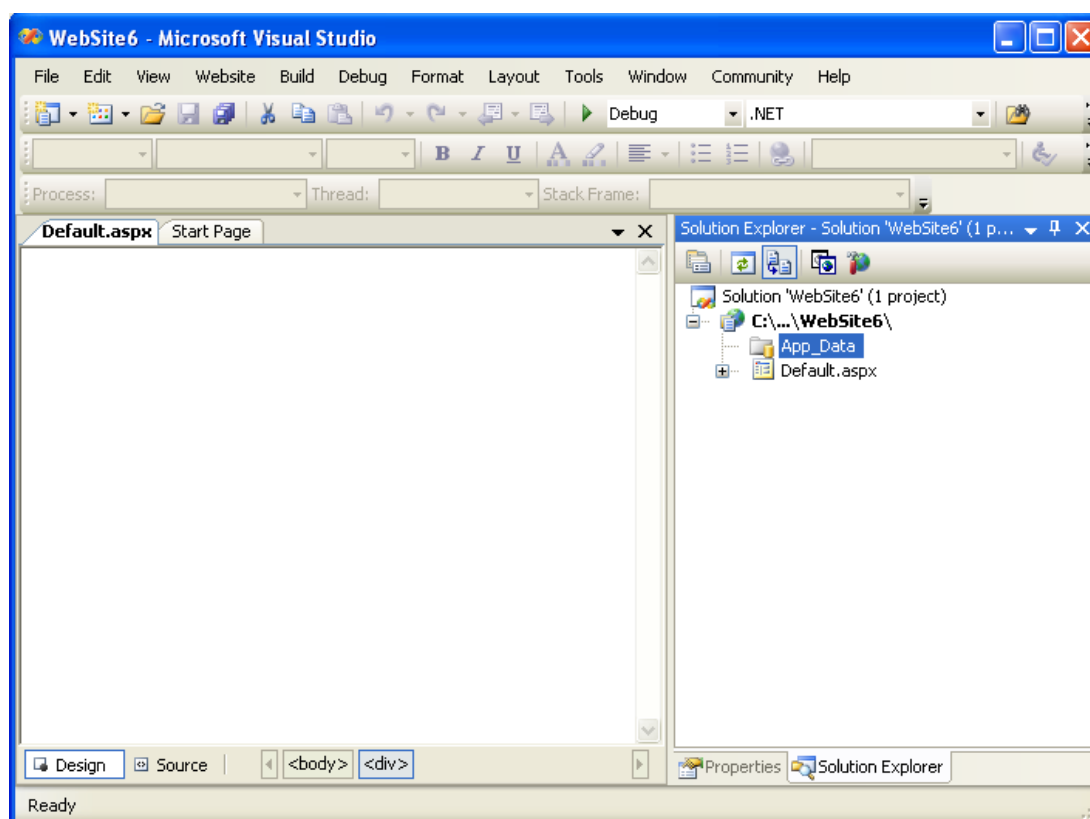 WebSite6 - Microsoft Visual Studio
File Edit View Website Build Debug Format Layout Tools Window Community Help
Debug .NET
B I U A
Process: Thread: Stack Frame:
Default.aspx Start Page
Solution Explorer - Solution 'WebSite6' (1 p...
Solution 'WebSite6' (1 project)
C:\...\WebSite6\
App_Data
Default.aspx
Design Source <body> <div>
Properties Solution Explorer
Ready